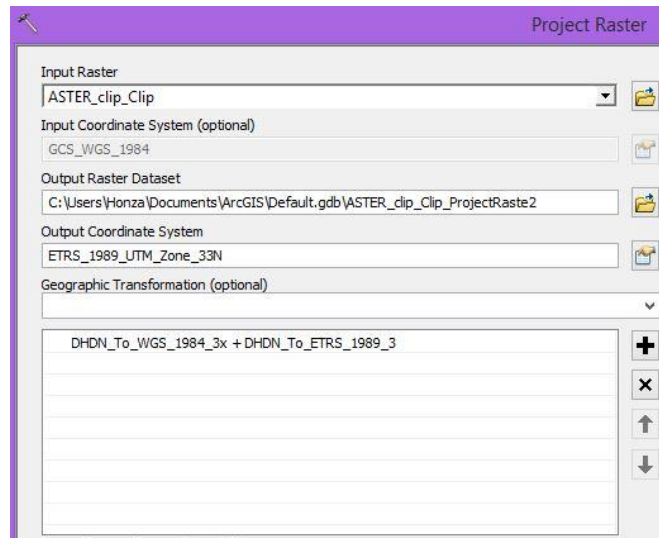 Project Raster
Input Raster
ASTER_clip_Clip
Input Coordinate System (optional)
GCS_WGS_1984
Output Raster Dataset
C:\Users\Honza\Documents\ArcGIS\Default.gdb\ASTER_clip_Clip_ProjectRaste2
Output Coordinate System
ETRS_1989_UTM_Zone_33N
Geographic Transformation (optional)
DHDN_To_WGS_1984_3x + DHDN_To_ETRS_1989_3